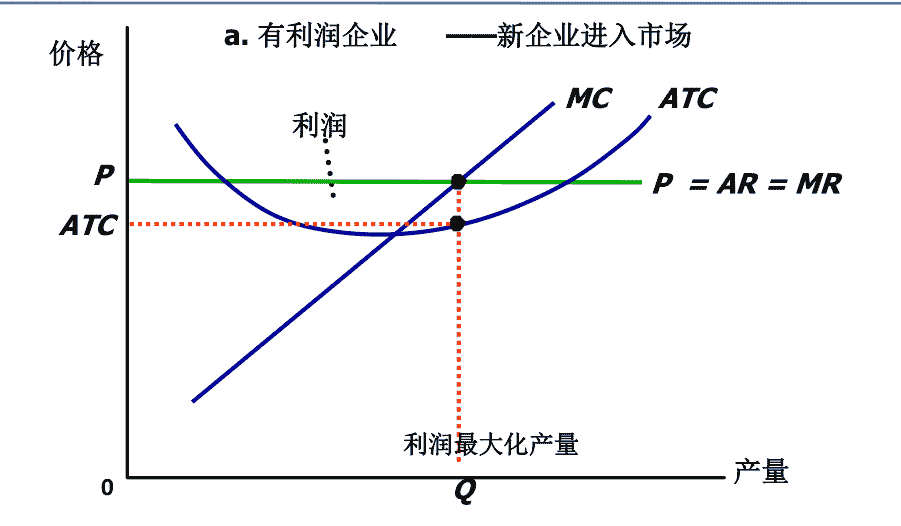 a. 有利润企业 ——新企业进入市场
价格
MC
ATC
利润
P
P = AR = MR
ATC
利润最大化产量
产量
0
Q